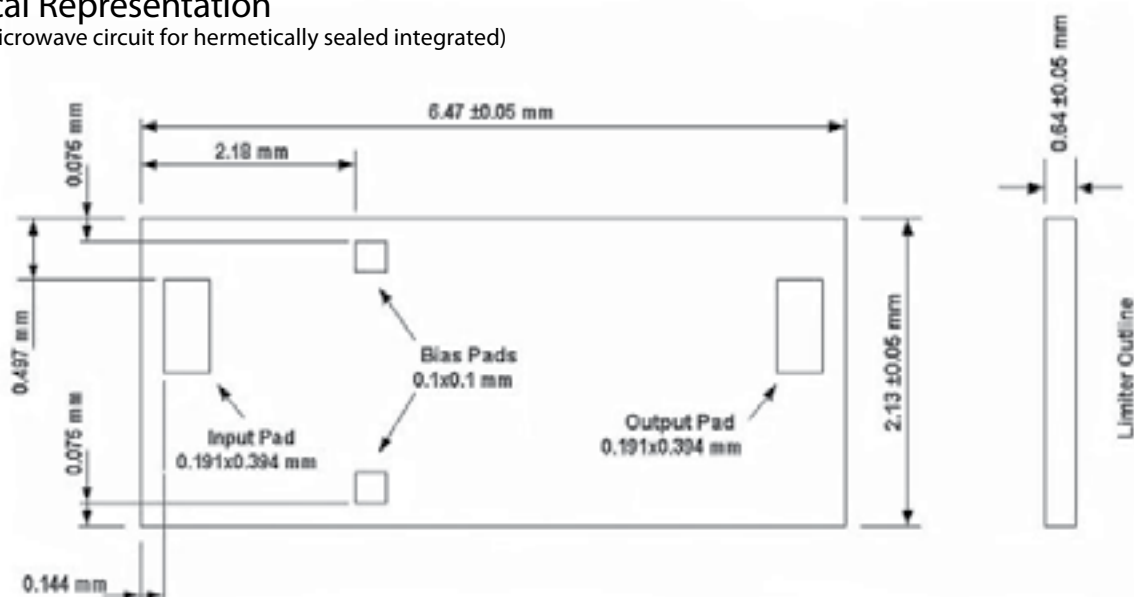 tal Representation
icrowave circuit for hermetically sealed integrated)
6.47 ±0.05 mm
2.18 mm
0.075 mm
0.64 ±0.05 mm
0.497 mm
Bias Pads
0.1x0.1 mm
2.13 ±0.05 mm
Limiter Outline
Input Pad
0.191x0.394 mm
Output Pad
0.191x0.394 mm
0.075 mm
0.144 mm